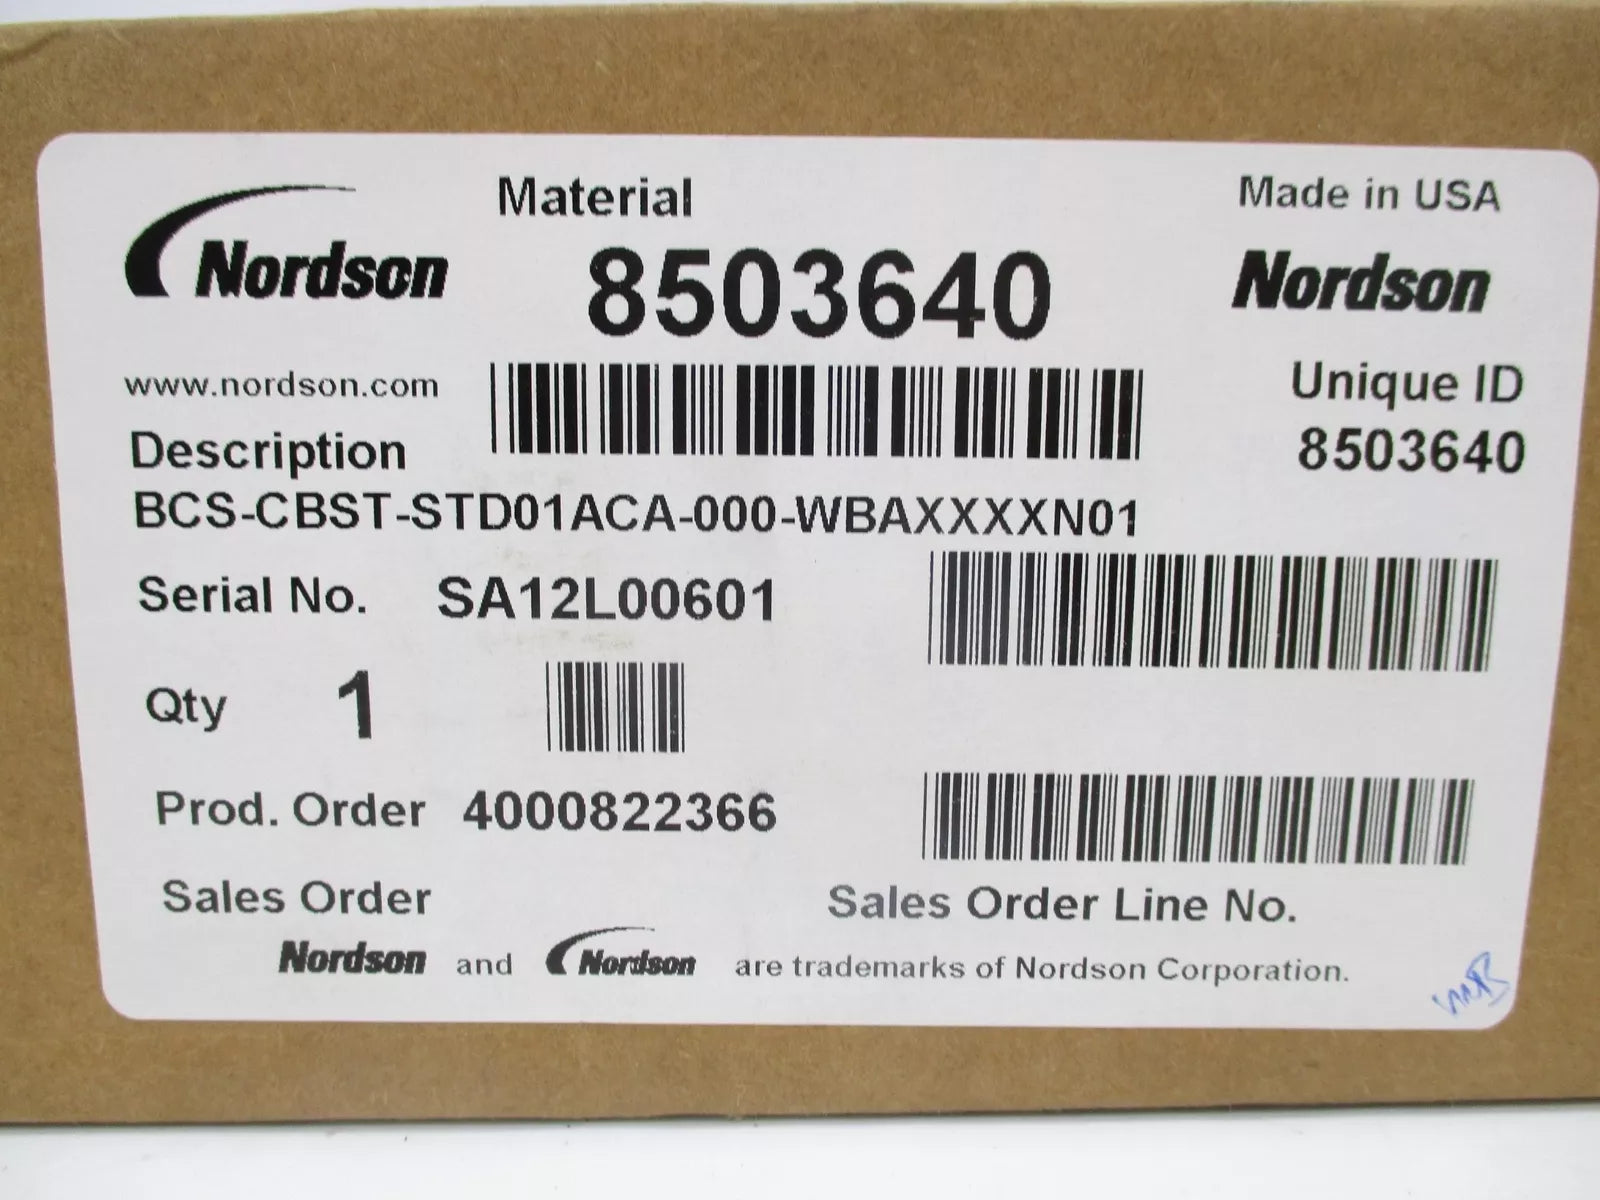 Nordson
Material
Made in USA
8503640
Nordson
www.nordson.com
Unique ID
8503640
Description
BCS-CBST-STD01ACA-000-WBAXXXXN01
Serial No. SA12L00601
Qty 1
Prod. Order 4000822366
Sales Order
Sales Order Line No.
Nordson and Nordson are trademarks of Nordson Corporation.